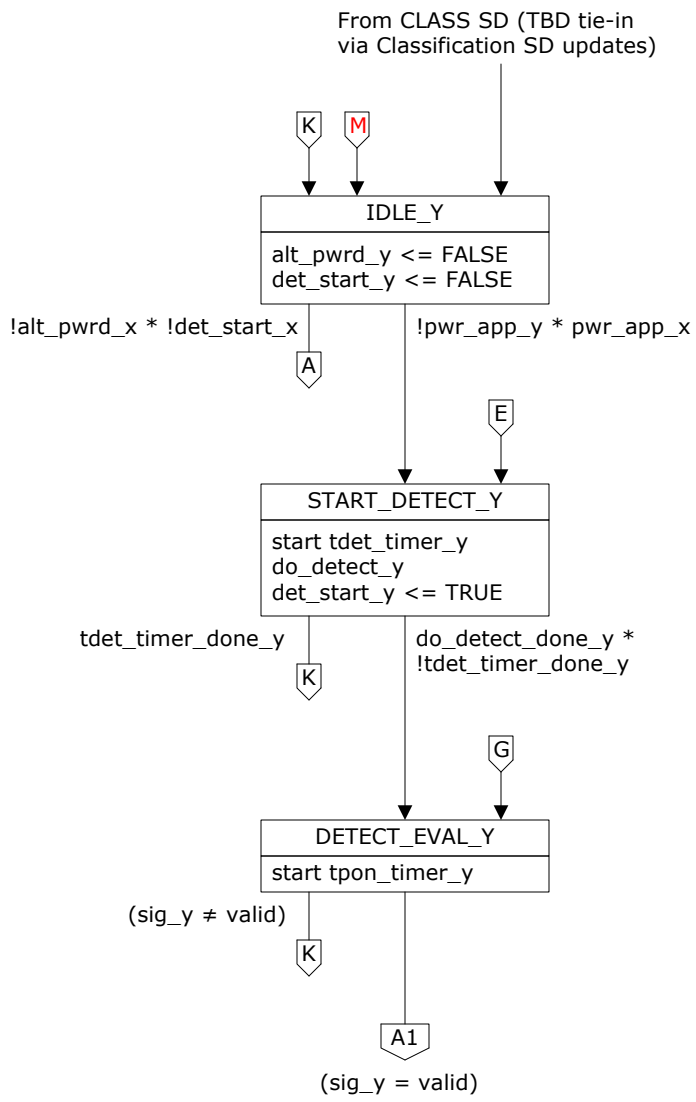 From CLASS SD (TBD tie-in
via Classification SD updates)
K
M
IDLE_Y
alt_pwrd_y <= FALSE
det_start_y <= FALSE
!alt_pwrd_x * !det_start_x
!pwr_app_y * pwr_app_x
A
E
START_DETECT_Y
start tdet_timer_y
do_detect_y
det_start_y <= TRUE
tdet_timer_done_y
do_detect_done_y *
!tdet_timer_done_y
K
G
DETECT_EVAL_Y
start tpon_timer_y
(sig_y ≠ valid)
K
A1
(sig_y = valid)